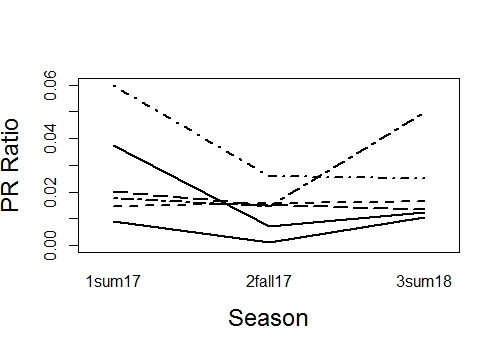 0.06
0.04
0.02
0.00
PR Ratio
1sum17 2fall17 3sum18
Season